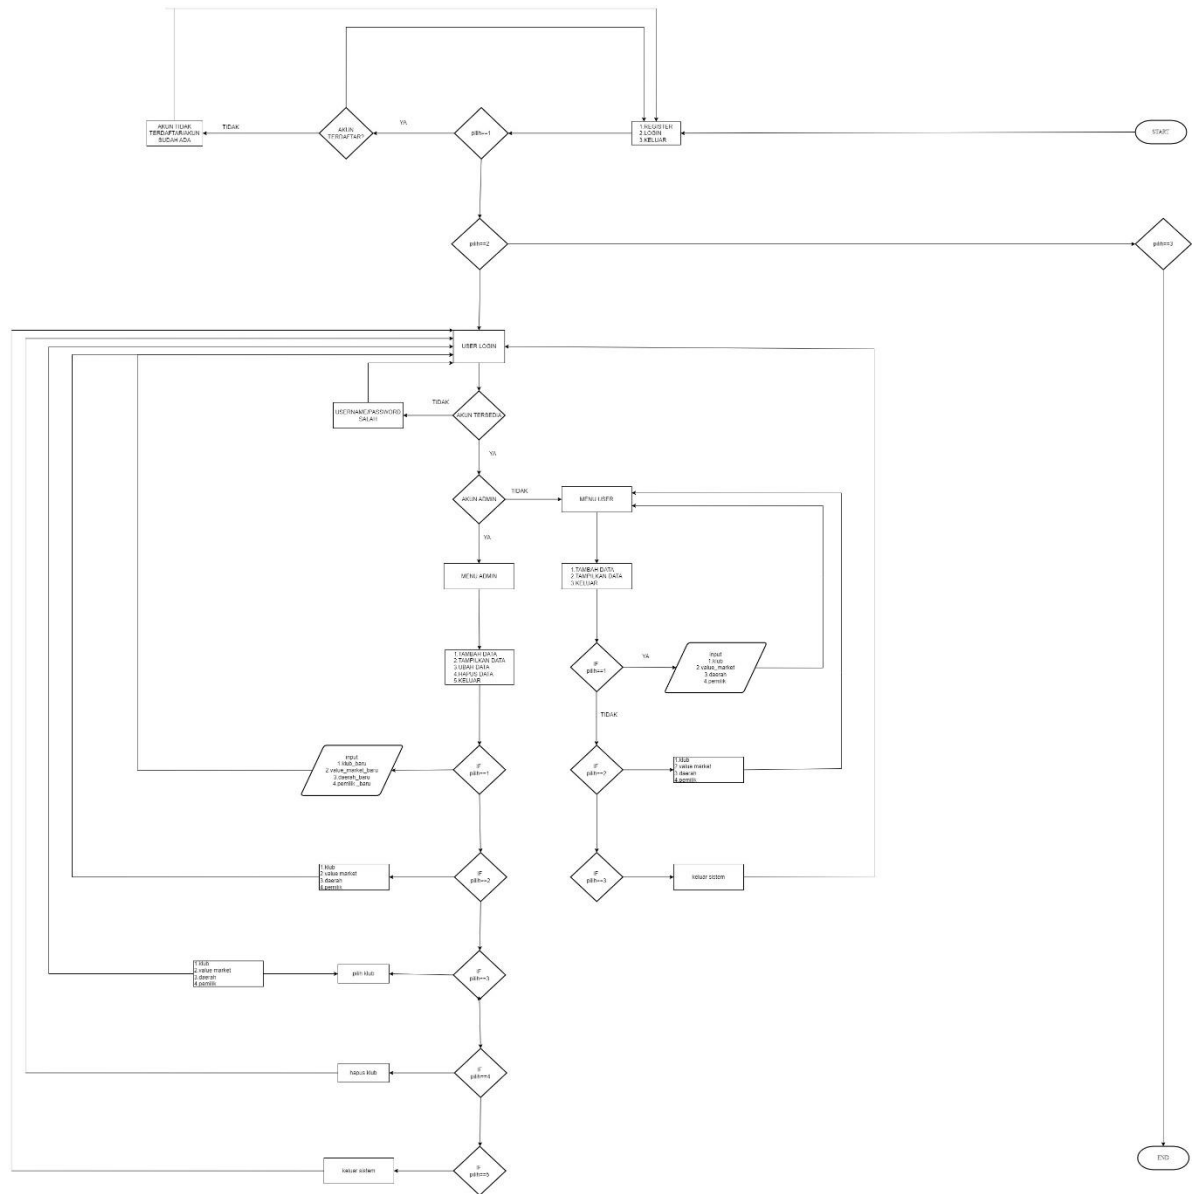 AKUN TIDAK
TERDAFTAR/AKUN
SUDAH ADA
TIDAK
AKUN
TERDAFTAR?
YA
pilih==1
1.REGISTER
2.LOGIN
3.KELUAR
START
pilih==2
pilih==3
USER LOGIN
USERNAME/PASSWORD
SALAH
TIDAK
AKUN TERSEDIA
YA
AKUN ADMIN
TIDAK
MENU USER
YA
MENU ADMIN
1.TAMBAH DATA
2.TAMPILKAN DATA
3.KELUAR
1.TAMBAH DATA
2.TAMPILKAN DATA
3.UBAH DATA
4.HAPUS DATA
5.KELUAR
IF
pilih==1
YA
input
1.klub
2.value_market
3.daerah
4.pemilik
TIDAK
input
1.klub_baru
2.value_market_baru
3.daerah_baru
4.pemilik _baru
IF
pilih==1
IF
pilih==2
1.klub
2.value market
3.daerah
4.pemilik
1.klub
2.value market
3.daerah
4.pemilik
IF
pilih==2
IF
pilih==3
keluar sistem
1.klub
2.value market
3.daerah
4.pemilik
pilih klub
IF
pilih==3
hapus klub
IF
pilih==4
keluar sistem
IF
pilih==5
END